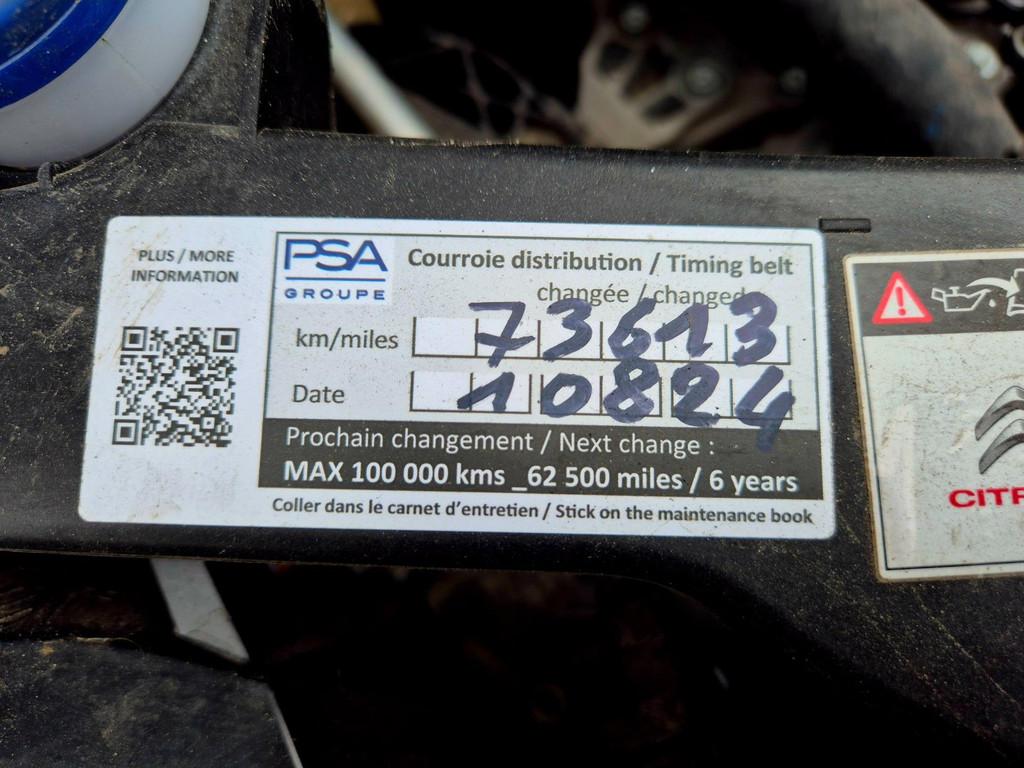 PLUS / MORE
INFORMATION
PSA
GROUPE
Courroie distribution / Timing belt
changée / changed
km/miles 73613
Date 10824
Prochain changement / Next change :
MAX 100 000 kms _62 500 miles / 6 years
Coller dans le carnet d'entretien / Stick on the maintenance book
CITR